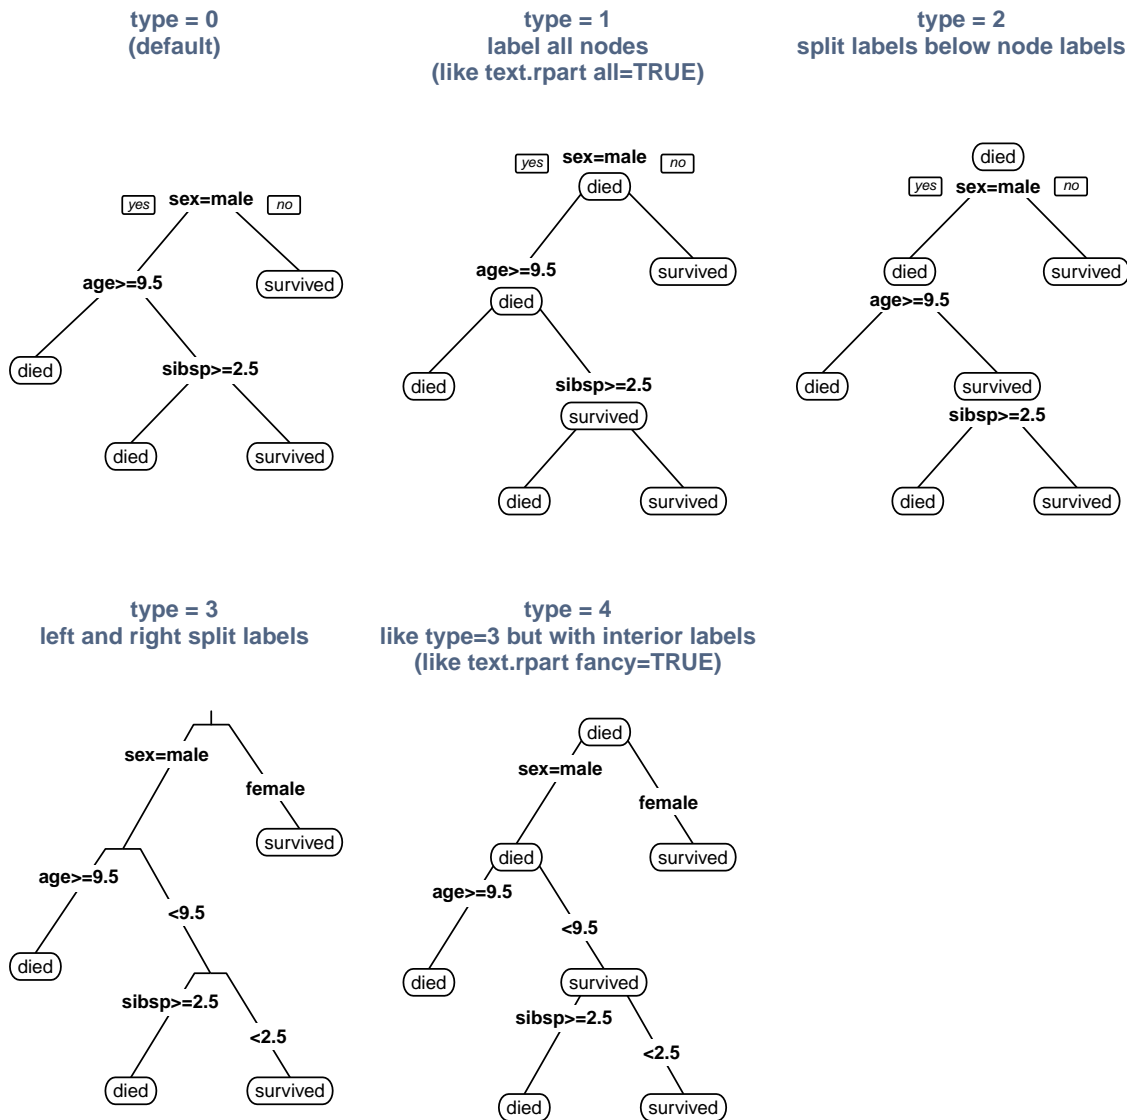 type = 0
(default)
yes sex=male no
age>=9.5 survived
died sibsp>=2.5
died survived
type = 1
label all nodes
(like text.rpart all=TRUE)
yes sex=male no
died
age>=9.5 survived
died
died sibsp>=2.5
survived
died survived
type = 2
split labels below node labels
died
yes sex=male no
died survived
age>=9.5
died survived
sibsp>=2.5
died survived
type = 3
left and right split labels
sex=male
female
survived
age>=9.5
<9.5
died
sibsp>=2.5
<2.5
died survived
type = 4
like type=3 but with interior labels
(like text.rpart fancy=TRUE)
died
sex=male
female
died survived
age>=9.5
<9.5
died survived
sibsp>=2.5
<2.5
died survived